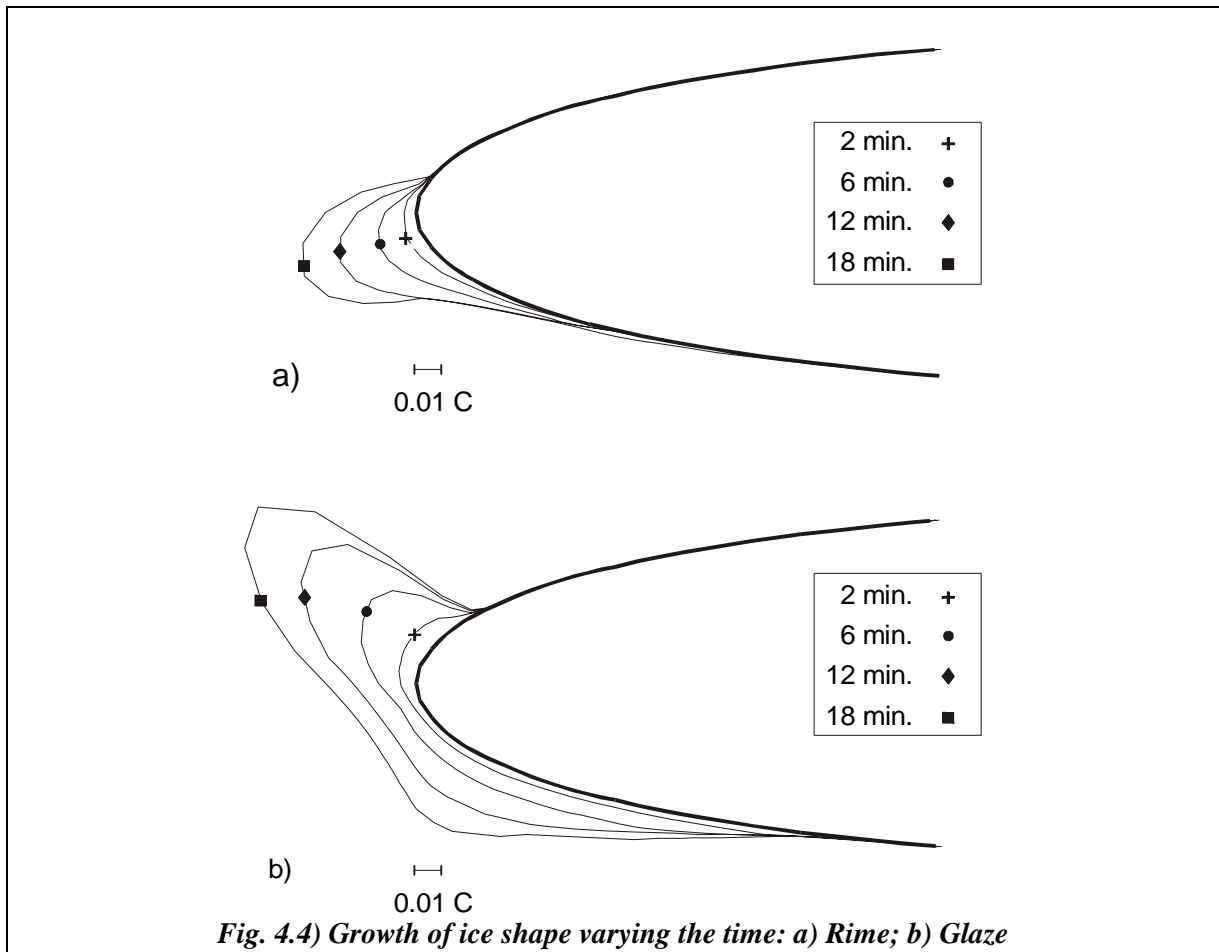 2 min.
6 min.
12 min.
18 min.
a)
0.01 C
2 min.
6 min.
12 min.
18 min.
b)
0.01 C
Fig. 4.4) Growth of ice shape varying the time: a) Rime; b) Glaze